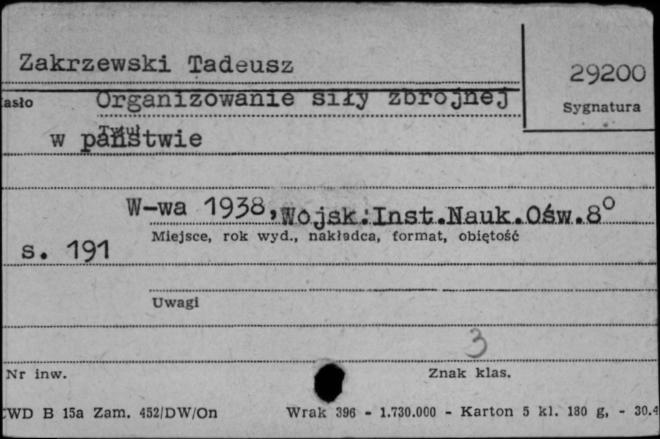 Zakrzewski Tadeusz
29200
asło Organizowanie siły zbrojnej
Sygnatura
Tytuł
w państwie
W-wa 1938, Wojsk.Inst.Nauk.Ośw.8°
Miejsce, rok wyd., nakładca, format, objętość
s. 191
Uwagi
3
Nr inw.
Znak klas.
CWD B 15a Zam. 452/DW/On Wrak 396 - 1.730.000 - Karton 5 kl. 180 g, - 30.4